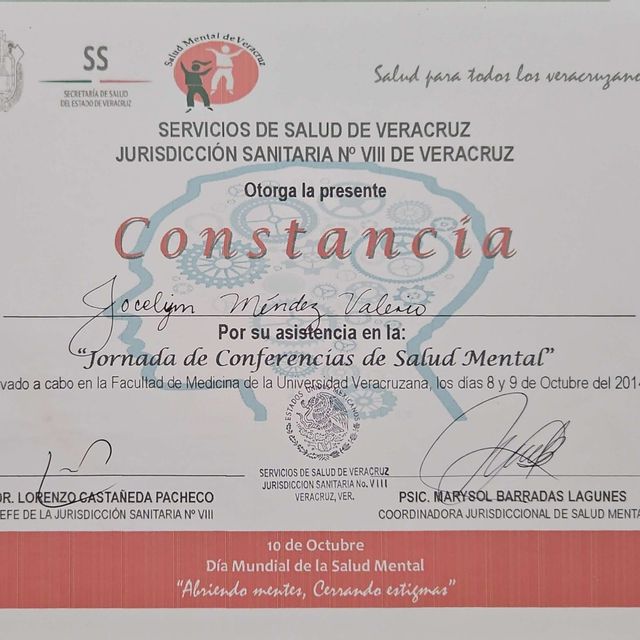 SS
SECRETARÍA DE SALUD
DEL ESTADO DE VERACRUZ
Salud Mental de Veracruz
Salud para todos los veracruzano
SERVICIOS DE SALUD DE VERACRUZ
JURISDICCIÓN SANITARIA Nº VIII DE VERACRUZ
Otorga la presente
Constancia
Jocelyn Méndez Valerio
Por su asistencia en la:
“Jornada de Conferencias de Salud Mental”
vado a cabo en la Facultad de Medicina de la Universidad Veracruzana, los días 8 y 9 de Octubre del 2014
ESTADOS UNIDOS MEXICANOS
SERVICIOS DE SALUD DE VERACRUZ
JURISDICCION SANITARIA No. VIII
VERACRUZ, VER.
DR. LORENZO CASTAÑEDA PACHECO
EFE DE LA JURISDICCIÓN SANITARIA Nº VIII
PSIC. MARYSOL BARRADAS LAGUNES
COORDINADORA JURISDICCIONAL DE SALUD MENTA
10 de Octubre
Día Mundial de la Salud Mental
“Abriendo mentes, Cerrando estigmas”